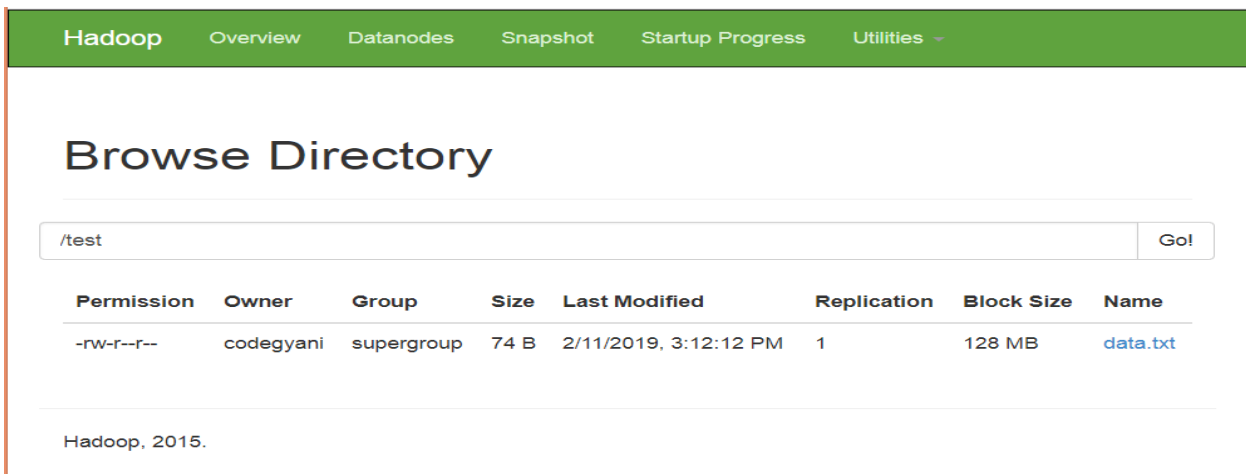 Hadoop Overview Datanodes Snapshot Startup Progress Utilities
Browse Directory
/test Go!
Permission Owner Group Size Last Modified Replication Block Size Name
-rw-r--r-- codegyani supergroup 74 B 2/11/2019, 3:12:12 PM 1 128 MB data.txt
Hadoop, 2015.